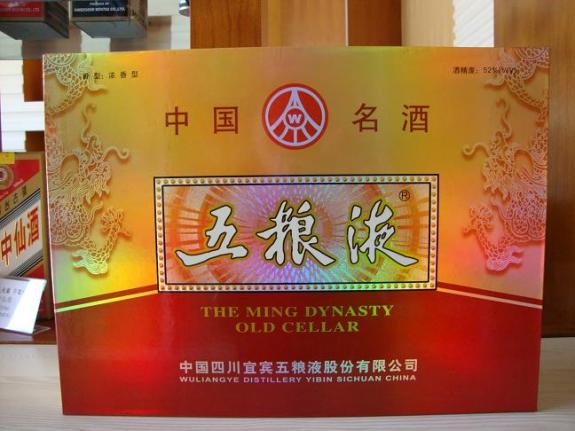 香型：浓香型
酒精度：52%(V/V)
中国 名酒
W
五粮液®
THE MING DYNASTY
OLD CELLAR
中国四川宜宾五粮液股份有限公司
WULIANGYE DISTILLERY YIBIN SICHUAN CHINA
中仙酒